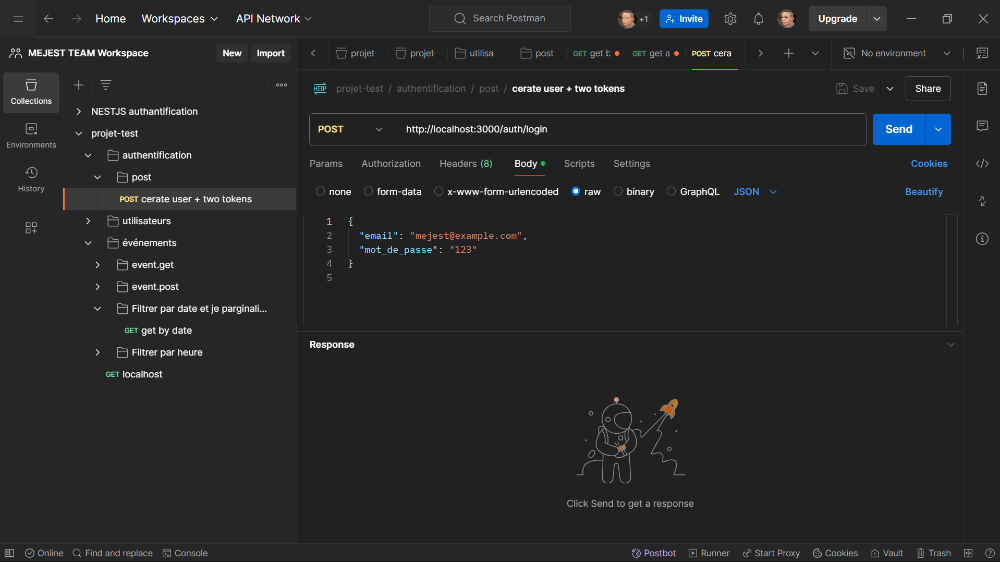 Home Workspaces API Network Search Postman +1 Invite Upgrade
MEJEST TEAM Workspace New Import projet- projet- utilisa post GET get b GET get a POST cera No environment
Collections
Environments
History
NESTJS authantification
projet-test
authentification
post
POST cerate user + two tokens
utilisateurs
événements
event.get
event.post
Filtrer par date et je parginali...
GET get by date
Filtrer par heure
GET localhost
HTTP projet-test / authentification / post / cerate user + two tokens Save Share
POST http://localhost:3000/auth/login Send
Params Authorization Headers (8) Body Scripts Settings Cookies
none form-data x-www-form-urlencoded raw binary GraphQL JSON Beautify
1 {
2 "email": "mejest@example.com",
3 "mot_de_passe": "123"
4 }
5
Response
Click Send to get a response
Online Find and replace Console Postbot Runner Start Proxy Cookies Vault Trash